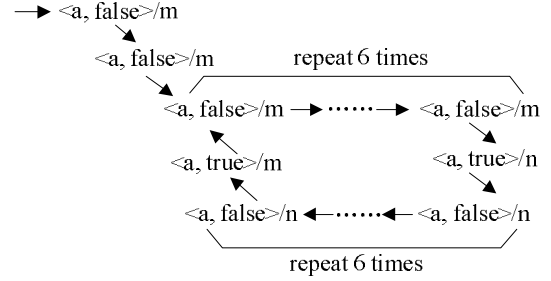 <a, false>/m
<a, false>/m
repeat 6 times
<a, false>/m ...... <a, false>/m
<a, true>/m <a, true>/n
<a, false>/n ...... <a, false>/n
repeat 6 times